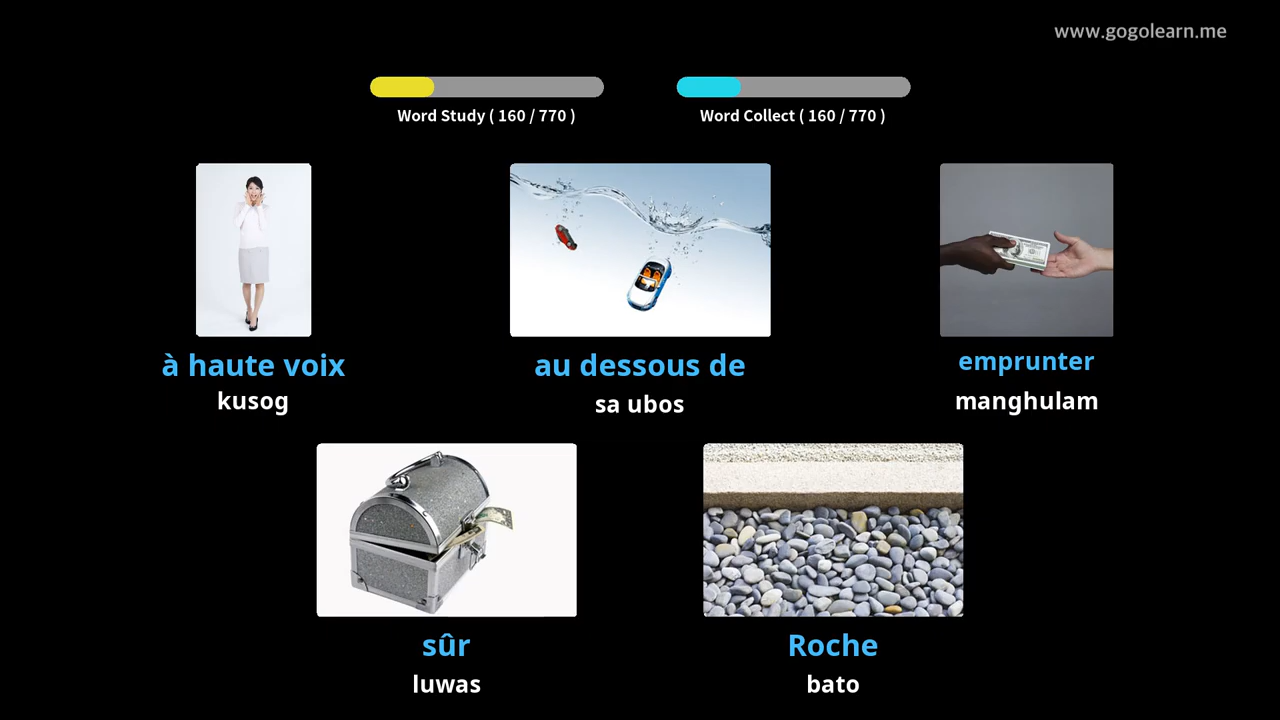 www.gogolearn.me
Word Study ( 160 / 770 )
Word Collect ( 160 / 770 )
à haute voix
kusog
au dessous de
sa ubos
emprunter
manghulam
sûr
luwas
Roche
bato